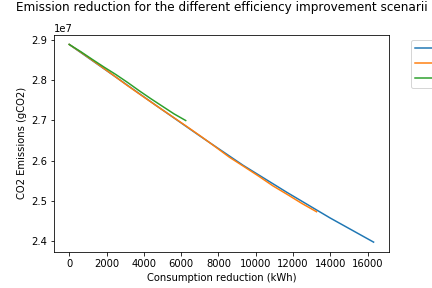 Emission reduction for the different efficiency improvement scenarii
1e7
2.9
2.8
2.7
2.6
2.5
2.4
CO2 Emissions (gCO2)
0 2000 4000 6000 8000 10000 12000 14000 16000
Consumption reduction (kWh)